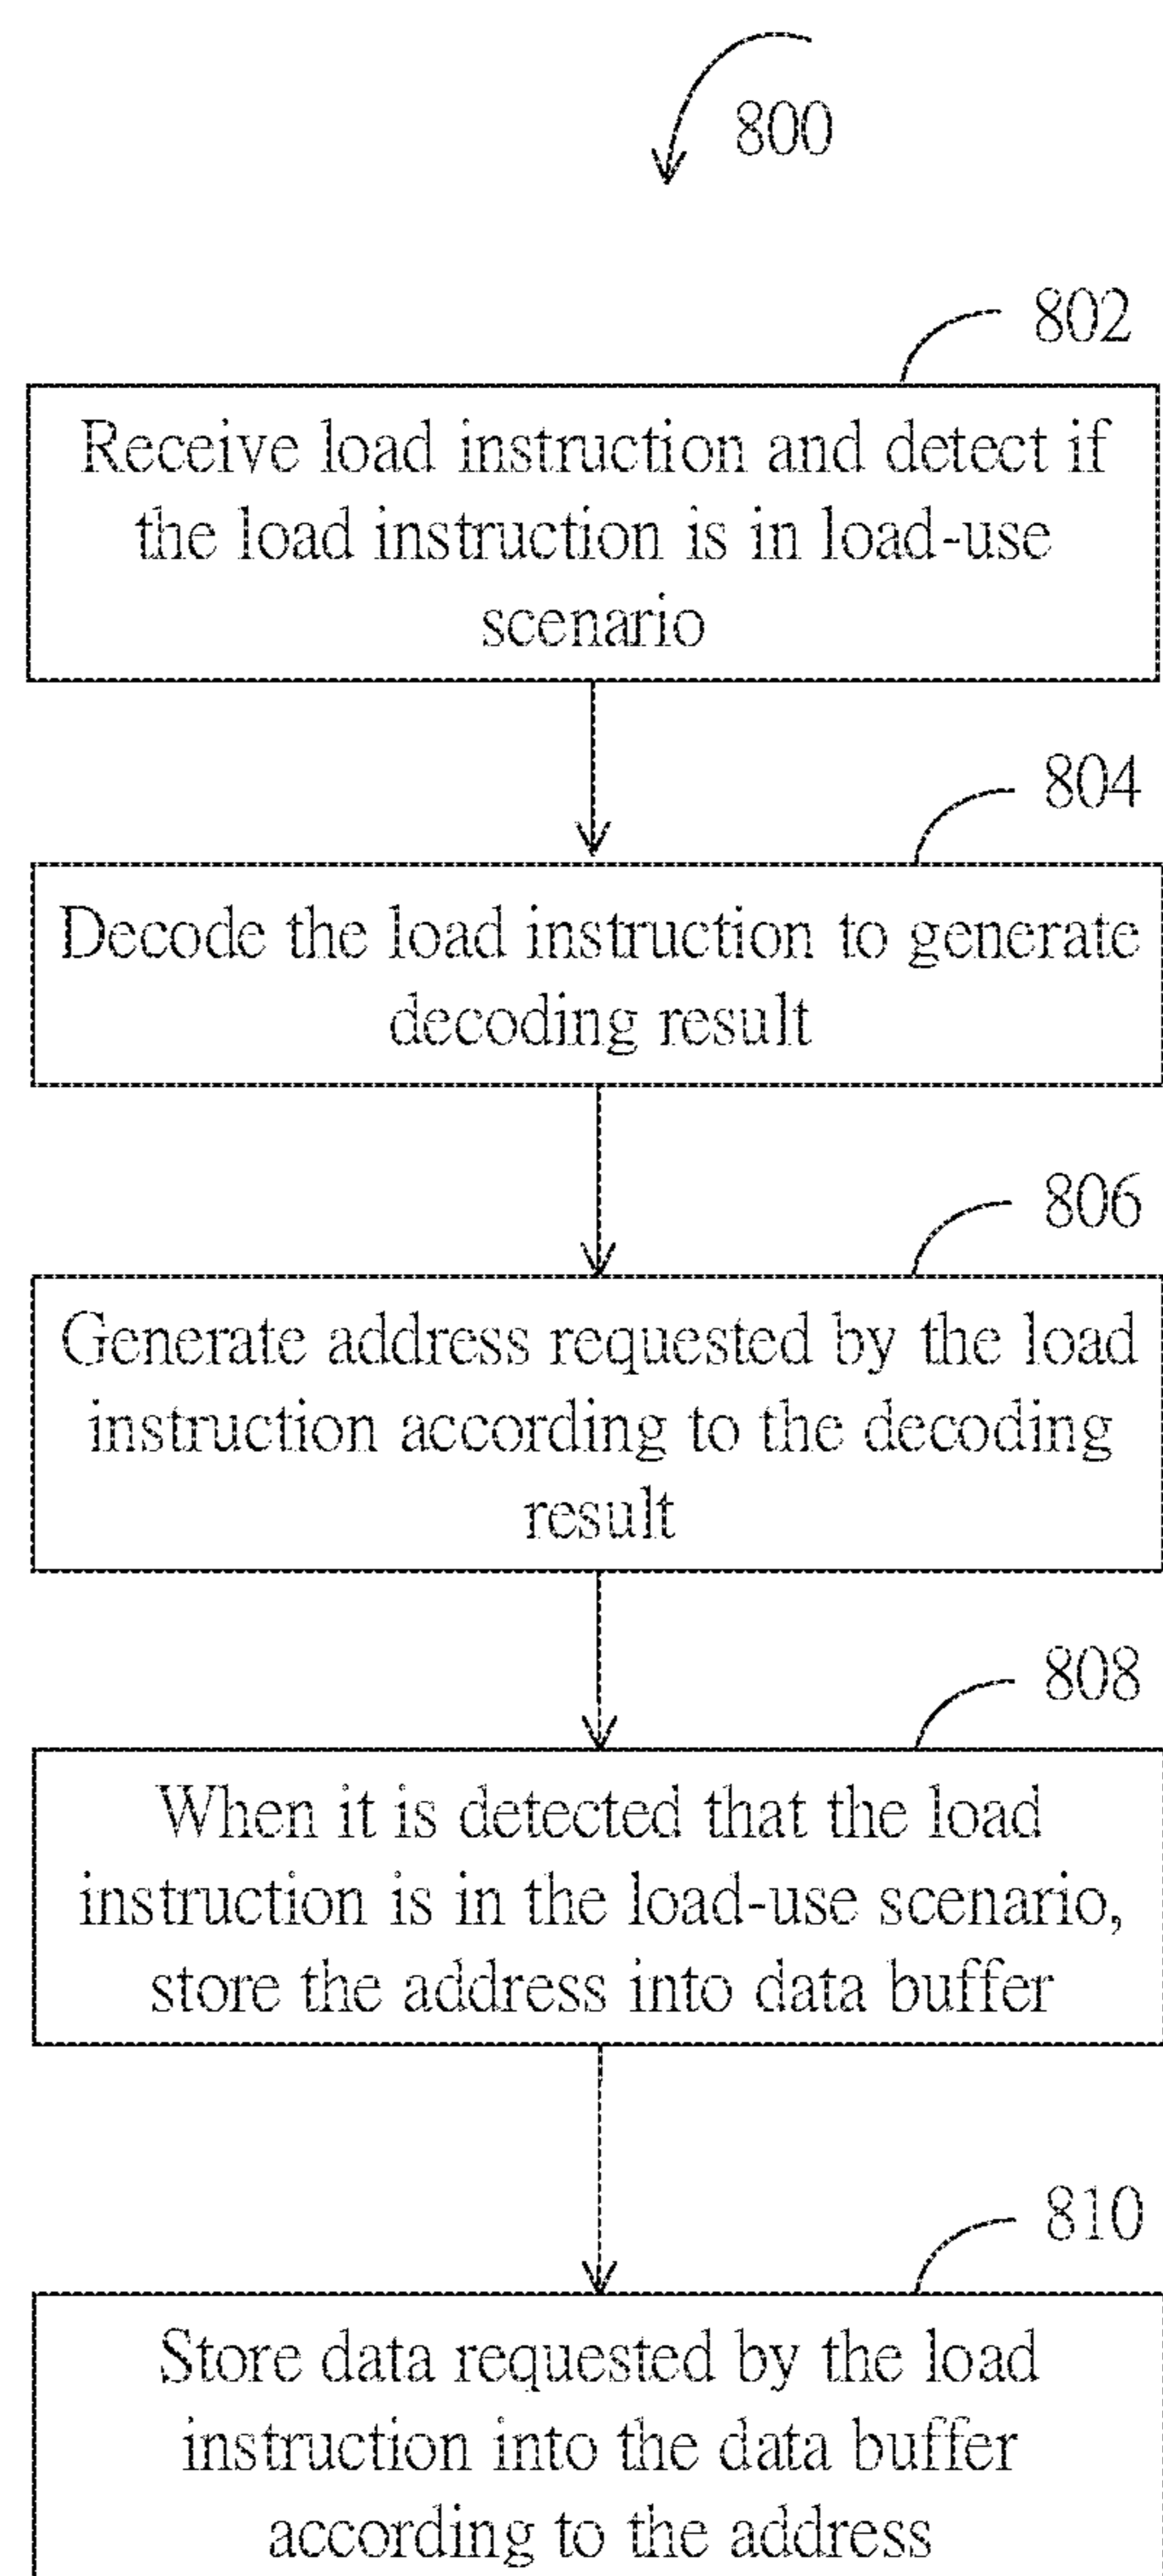 800
802
Receive load instruction and detect if
the load instruction is in load-use
scenario
804
Decode the load instruction to generate
decoding result
806
Generate address requested by the load
instruction according to the decoding
result
808
When it is detected that the load
instruction is in the load-use scenario,
store the address into data buffer
810
Store data requested by the load
instruction into the data buffer
according to the address